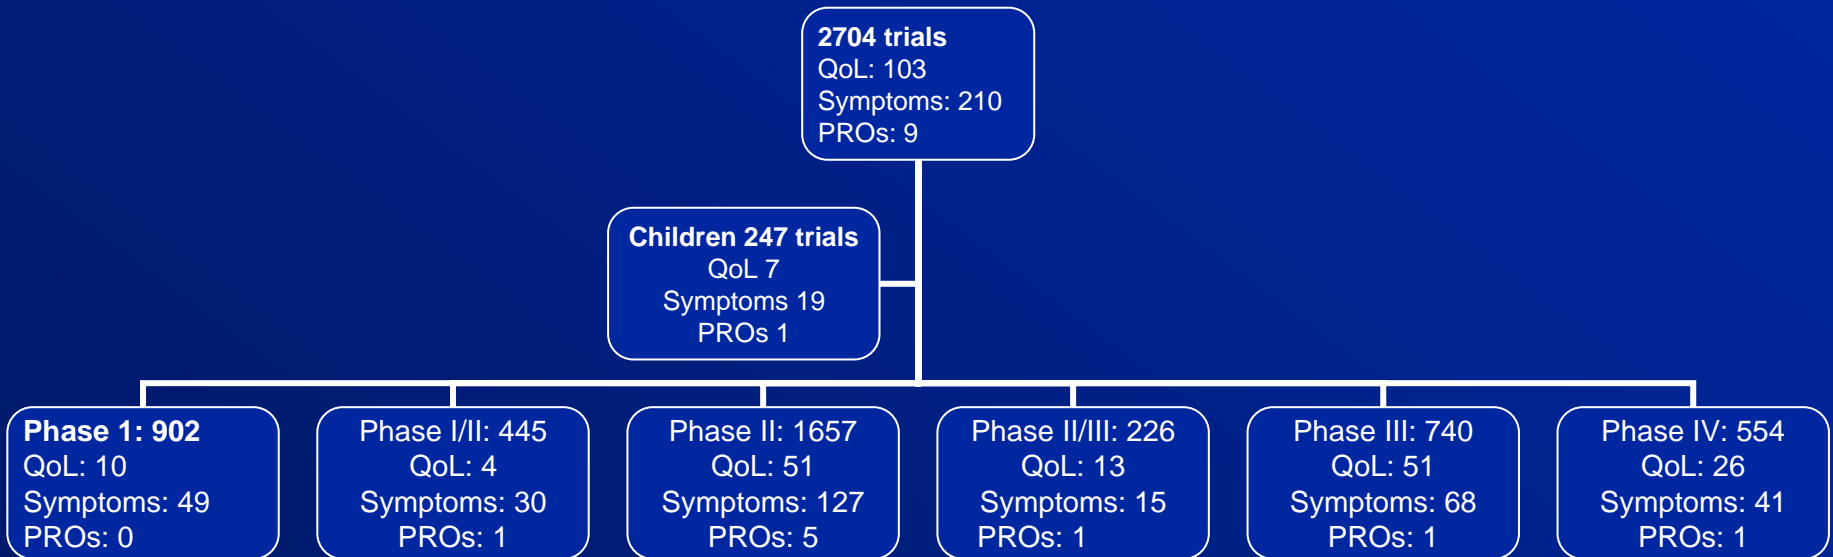 2704 trials
QoL: 103
Symptoms: 210
PROs: 9
Children 247 trials
QoL 7
Symptoms 19
PROs 1
Phase 1: 902
QoL: 10
Symptoms: 49
PROs: 0
Phase I/II: 445
QoL: 4
Symptoms: 30
PROs: 1
Phase II: 1657
QoL: 51
Symptoms: 127
PROs: 5
Phase II/III: 226
QoL: 13
Symptoms: 15
PROs: 1
Phase III: 740
QoL: 51
Symptoms: 68
PROs: 1
Phase IV: 554
QoL: 26
Symptoms: 41
PROs: 1